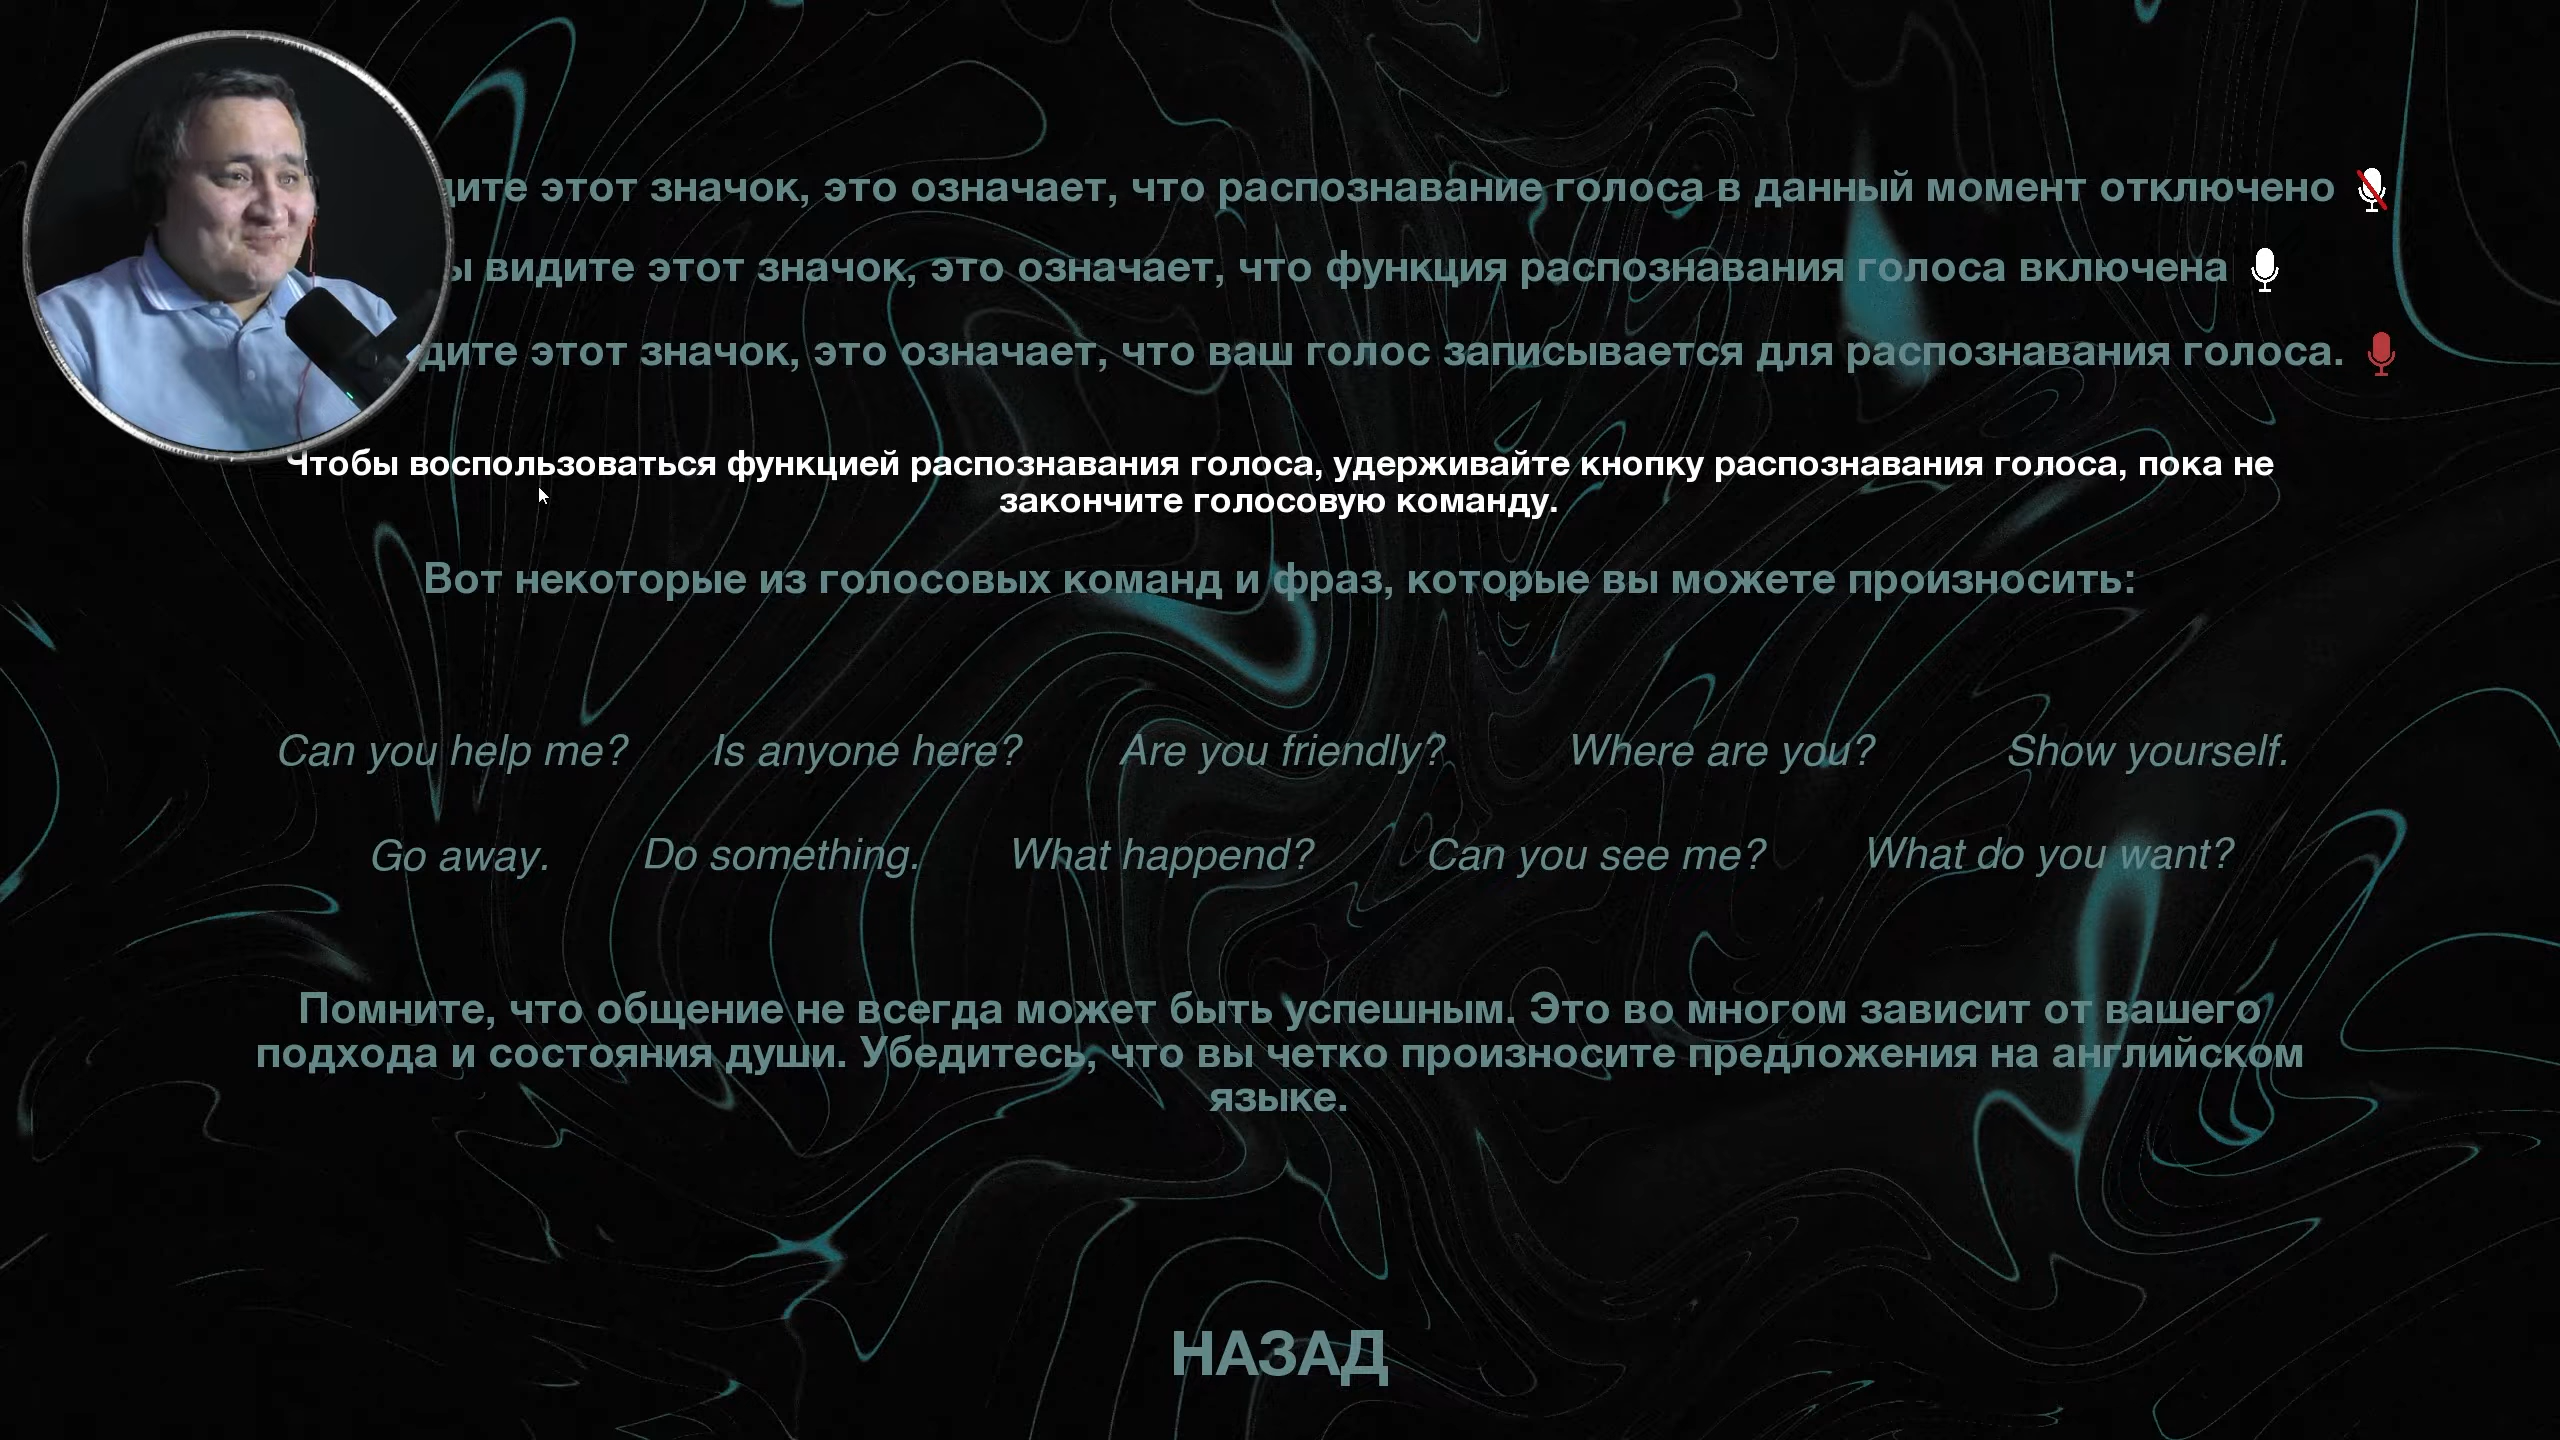 этот значок, это означает, что распознавание голоса в данный момент отключено
видите этот значок, это означает, что функция распознавания голоса включена
этот значок, это означает, что ваш голос записывается для распознавания голоса.
Чтобы воспользоваться функцией распознавания голоса, удерживайте кнопку распознавания голоса, пока не
закончите голосовую команду.
Вот некоторые из голосовых команд и фраз, которые вы можете произносить:
Can you help me? Is anyone here? Are you friendly? Where are you? Show yourself.
Go away. Do something. What happend? Can you see me? What do you want?
Помните, что общение не всегда может быть успешным. Это во многом зависит от вашего
подхода и состояния души. Убедитесь, что вы четко произносите предложения на английском
языке.
НАЗАД